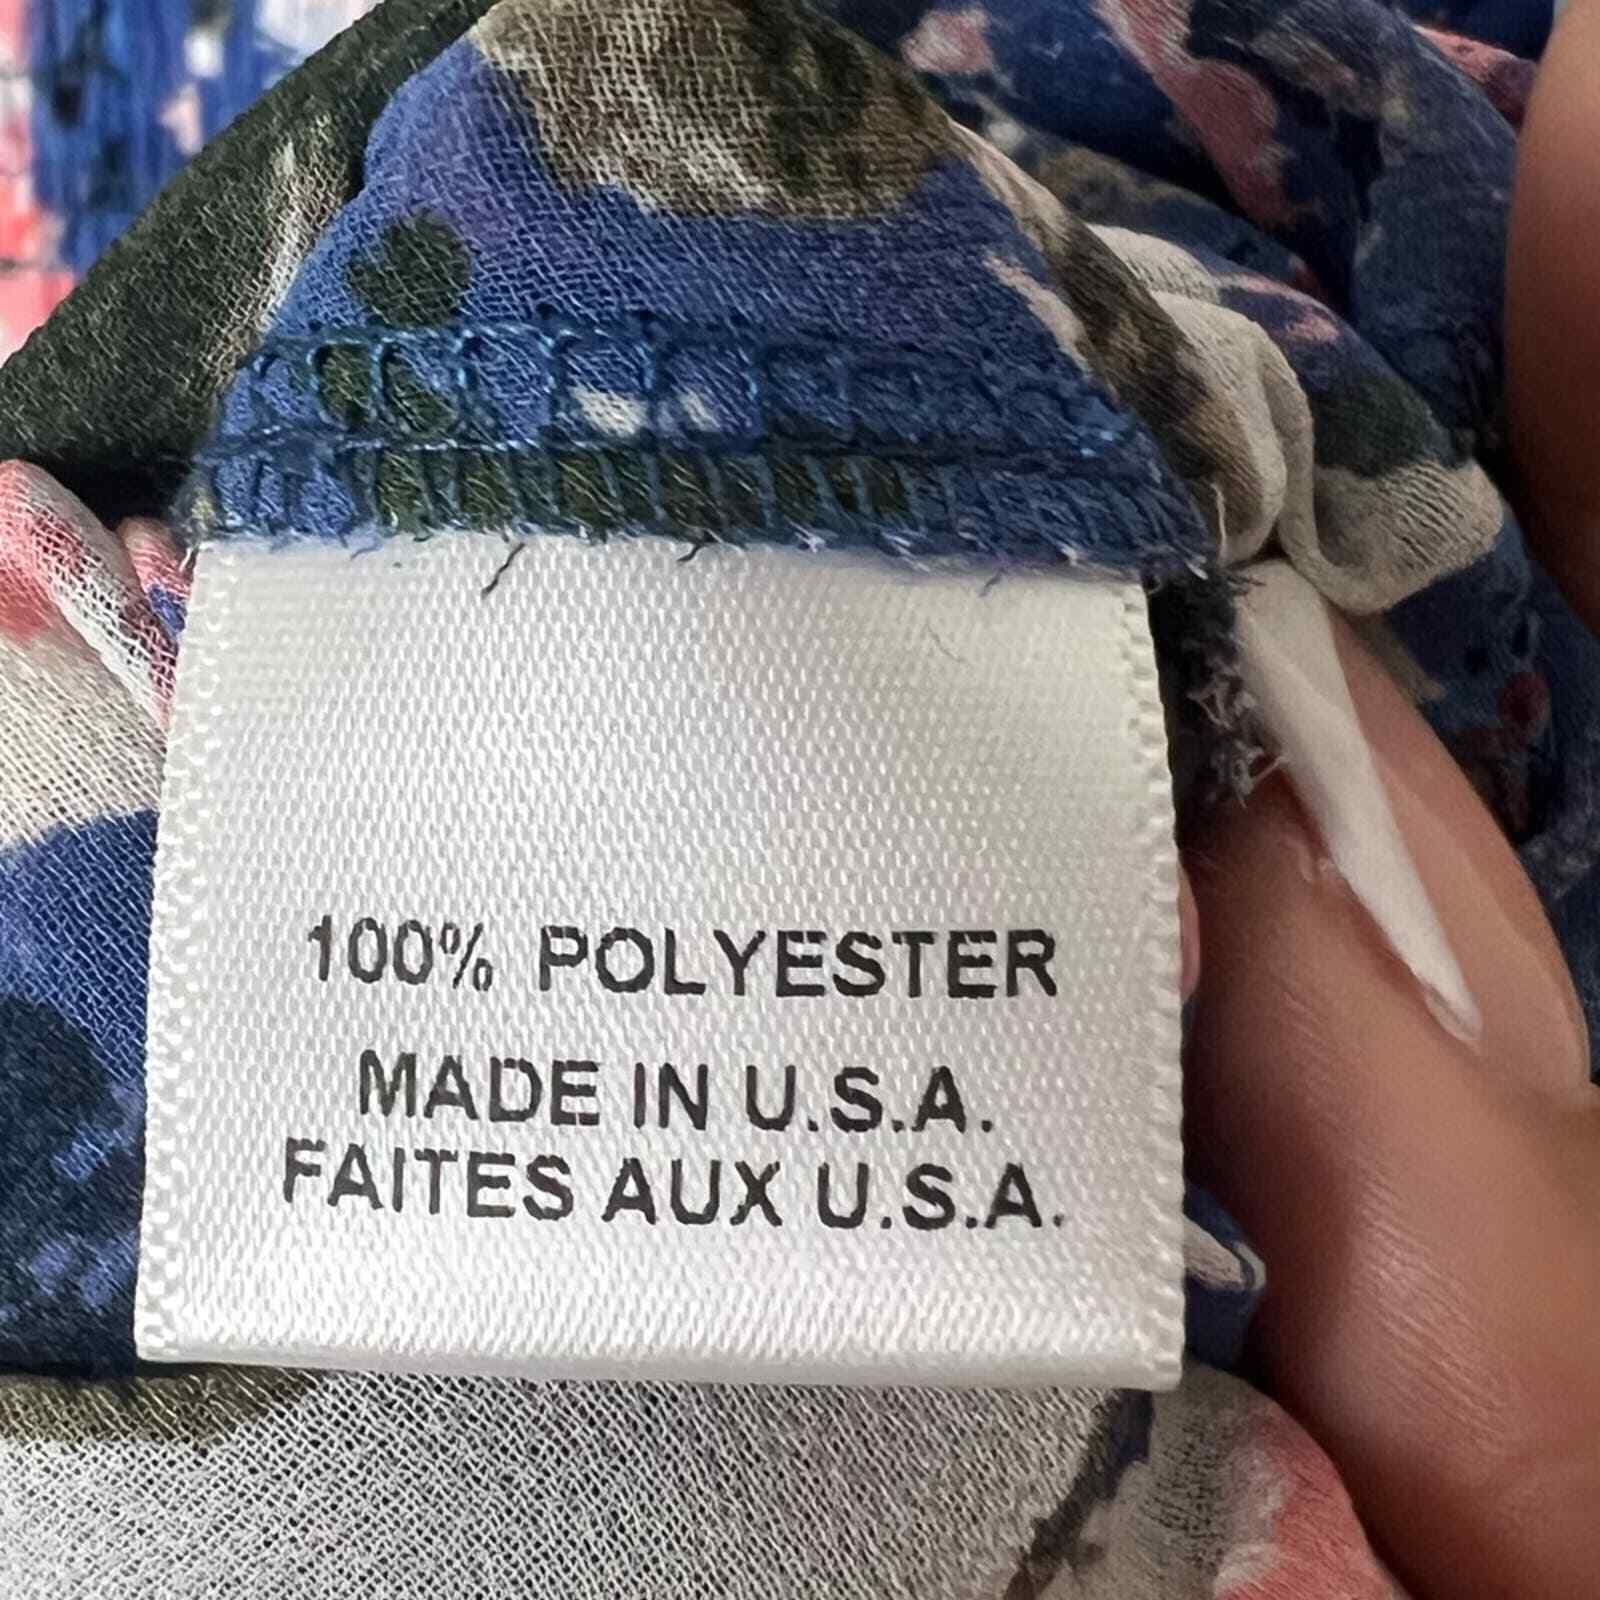 100% POLYESTER
MADE IN U.S.A.
FAITES AUX U.S.A.